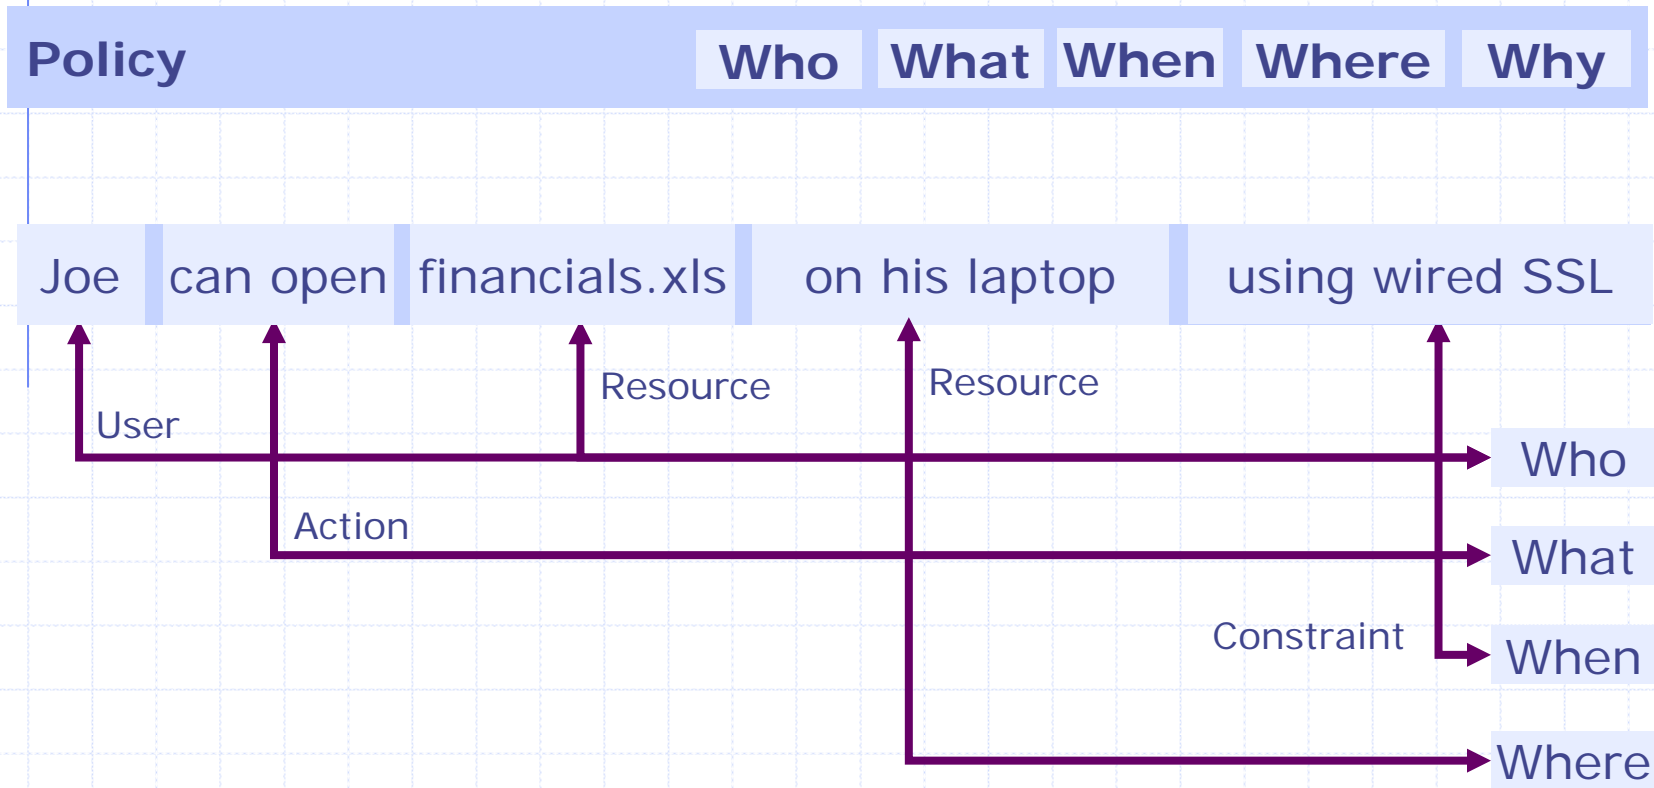 Policy Who What When Where Why
Joe can open financials.xls on his laptop using wired SSL
Resource Resource
User
Who
Action
What
Constraint
When
Where